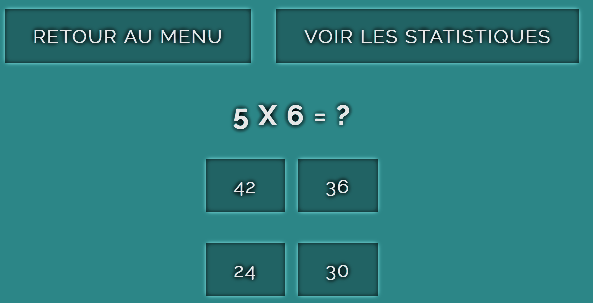 RETOUR AU MENU VOIR LES STATISTIQUES
5 X 6 = ?
42 36
24 30